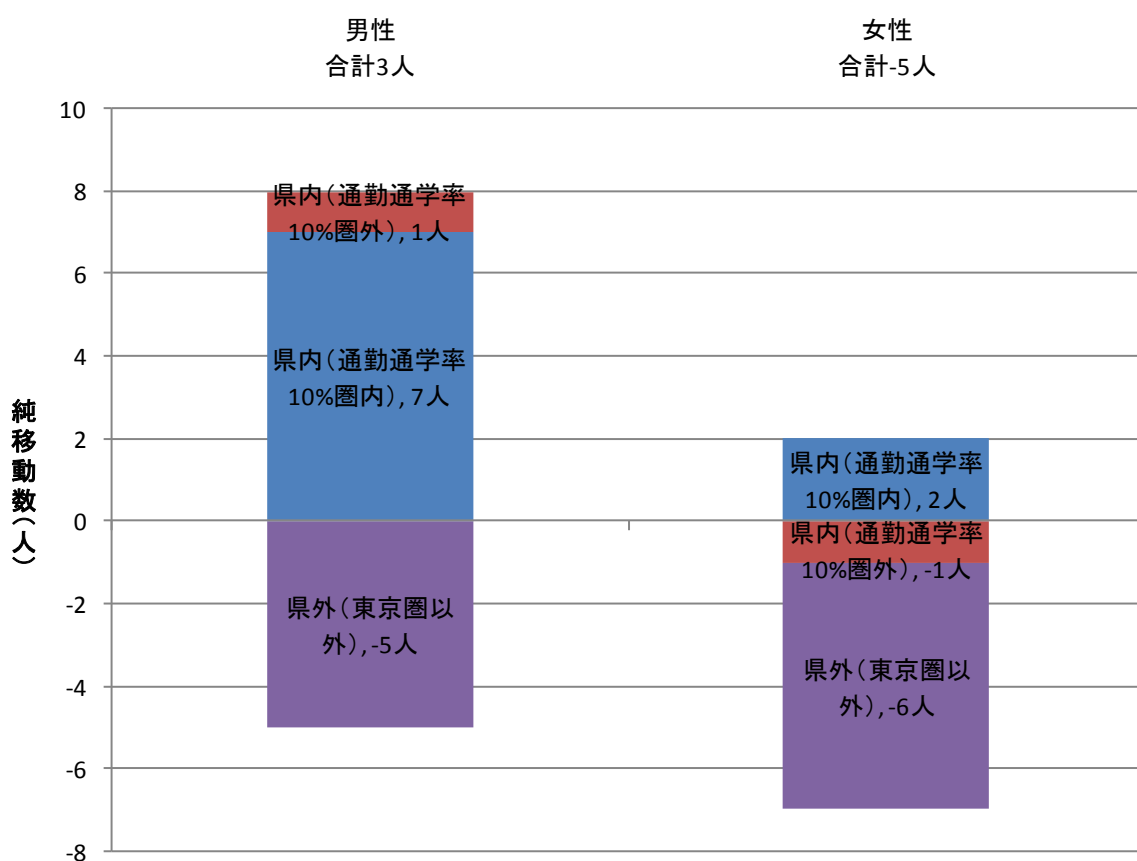 男性
合計3人
女性
合計-5人
10
8
6
4
2
0
-2
-4
-6
-8
純移動数(人)
県内(通勤通学率
10%圏外), 1人
県内(通勤通学率
10%圏内), 7人
県外(東京圏以
外), -5人
県内(通勤通学率
10%圏内), 2人
県内(通勤通学率
10%圏外), -1人
県外(東京圏以
外), -6人